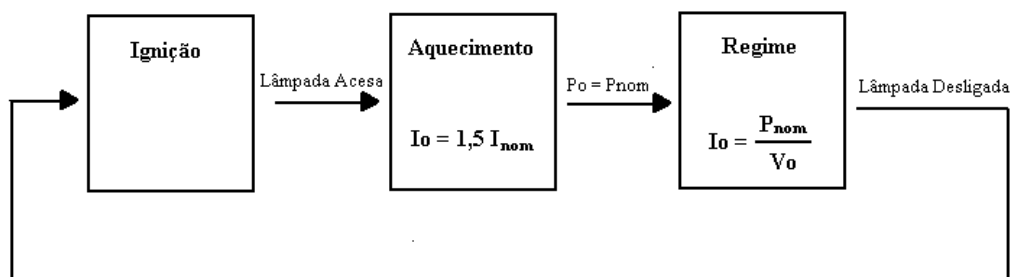 Ignição
Lâmpada Acesa
Aquecimento
Io = 1,5 Inom
Po = Pnom
Regime
Io = Pnom / Vo
Lâmpada Desligada